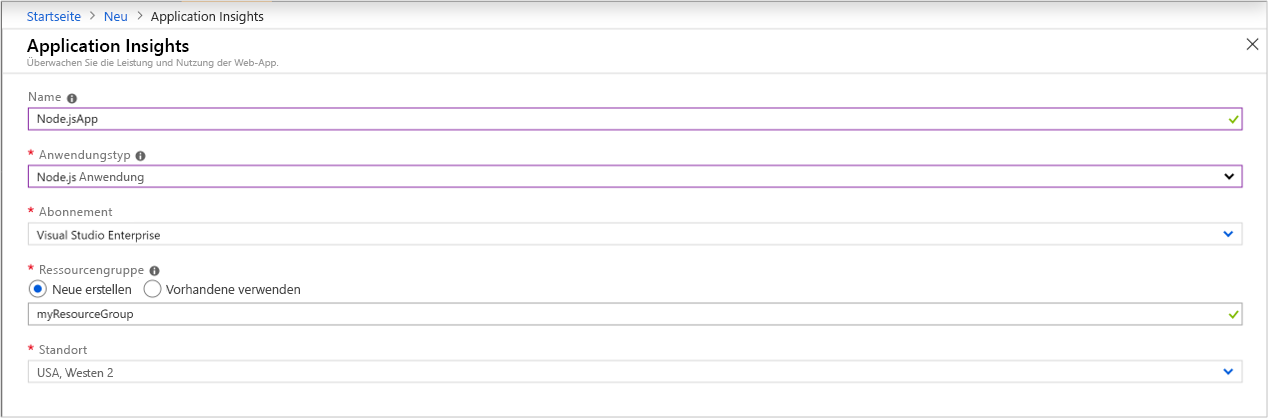 Startseite > Neu > Application Insights
Application Insights
Überwachen Sie die Leistung und Nutzung der Web-App.
Name
Node.jsApp
* Anwendungstyp
Node.js Anwendung
* Abonnement
Visual Studio Enterprise
* Ressourcengruppe
Neue erstellen Vorhandene verwenden
myResourceGroup
* Standort
USA, Westen 2